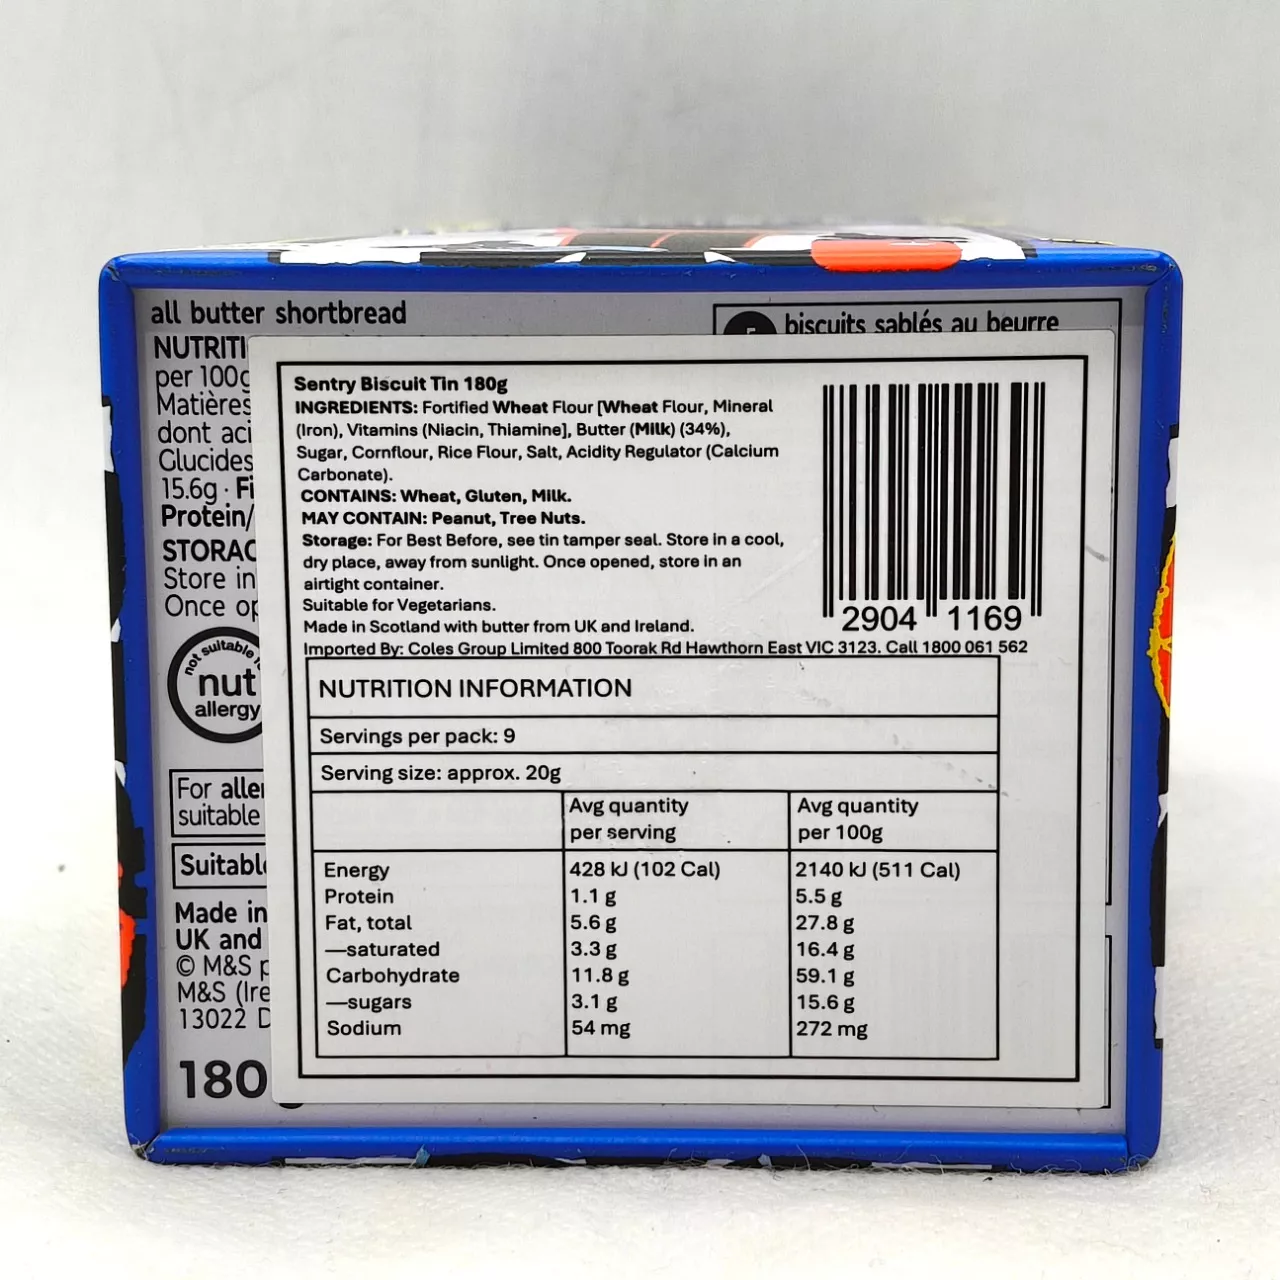 all butter shortbread
NUTRITI
per 100g
Matières
dont aci
Glucides
15.6g · Fi
Protein/
STORAG
Store in
Once op
not suitable
nut
allergy
For aller
suitable
Suitable
Made in
UK and
© M&S p
M&S (Ire
13022 D
180
biscuits sablés au beurre
Sentry Biscuit Tin 180g
INGREDIENTS: Fortified Wheat Flour [Wheat Flour, Mineral
(Iron), Vitamins (Niacin, Thiamine], Butter (Milk) (34%),
Sugar, Cornflour, Rice Flour, Salt, Acidity Regulator (Calcium
Carbonate).
CONTAINS: Wheat, Gluten, Milk.
MAY CONTAIN: Peanut, Tree Nuts.
Storage: For Best Before, see tin tamper seal. Store in a cool,
dry place, away from sunlight. Once opened, store in an
airtight container.
Suitable for Vegetarians.
Made in Scotland with butter from UK and Ireland.
Imported By: Coles Group Limited 800 Toorak Rd Hawthorn East VIC 3123. Call 1800 061 562
2904 1169
NUTRITION INFORMATION
Servings per pack: 9
Serving size: approx. 20g
Avg quantity per serving Avg quantity per 100g
Energy 428 kJ (102 Cal) 2140 kJ (511 Cal)
Protein 1.1 g 5.5 g
Fat, total 5.6 g 27.8 g
—saturated 3.3 g 16.4 g
Carbohydrate 11.8 g 59.1 g
—sugars 3.1 g 15.6 g
Sodium 54 mg 272 mg